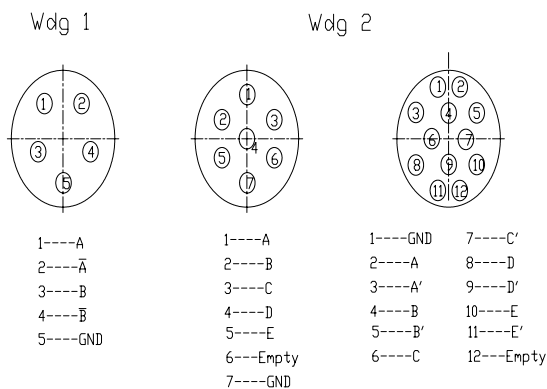 Wdg 1
Wdg 2
1 2
3 4
5
1
2 3
4
5 6
7
1 2
3 4 5
6 7
8 9 10
11 12
1----A
2----A̅
3----B
4----B̅
5----GND
1----A
2----B
3----C
4----D
5----E
6---Empty
7----GND
1----GND
2----A
3----A'
4----B
5----B'
6----C
7----C'
8----D
9----D'
10----E
11----E'
12---Empty